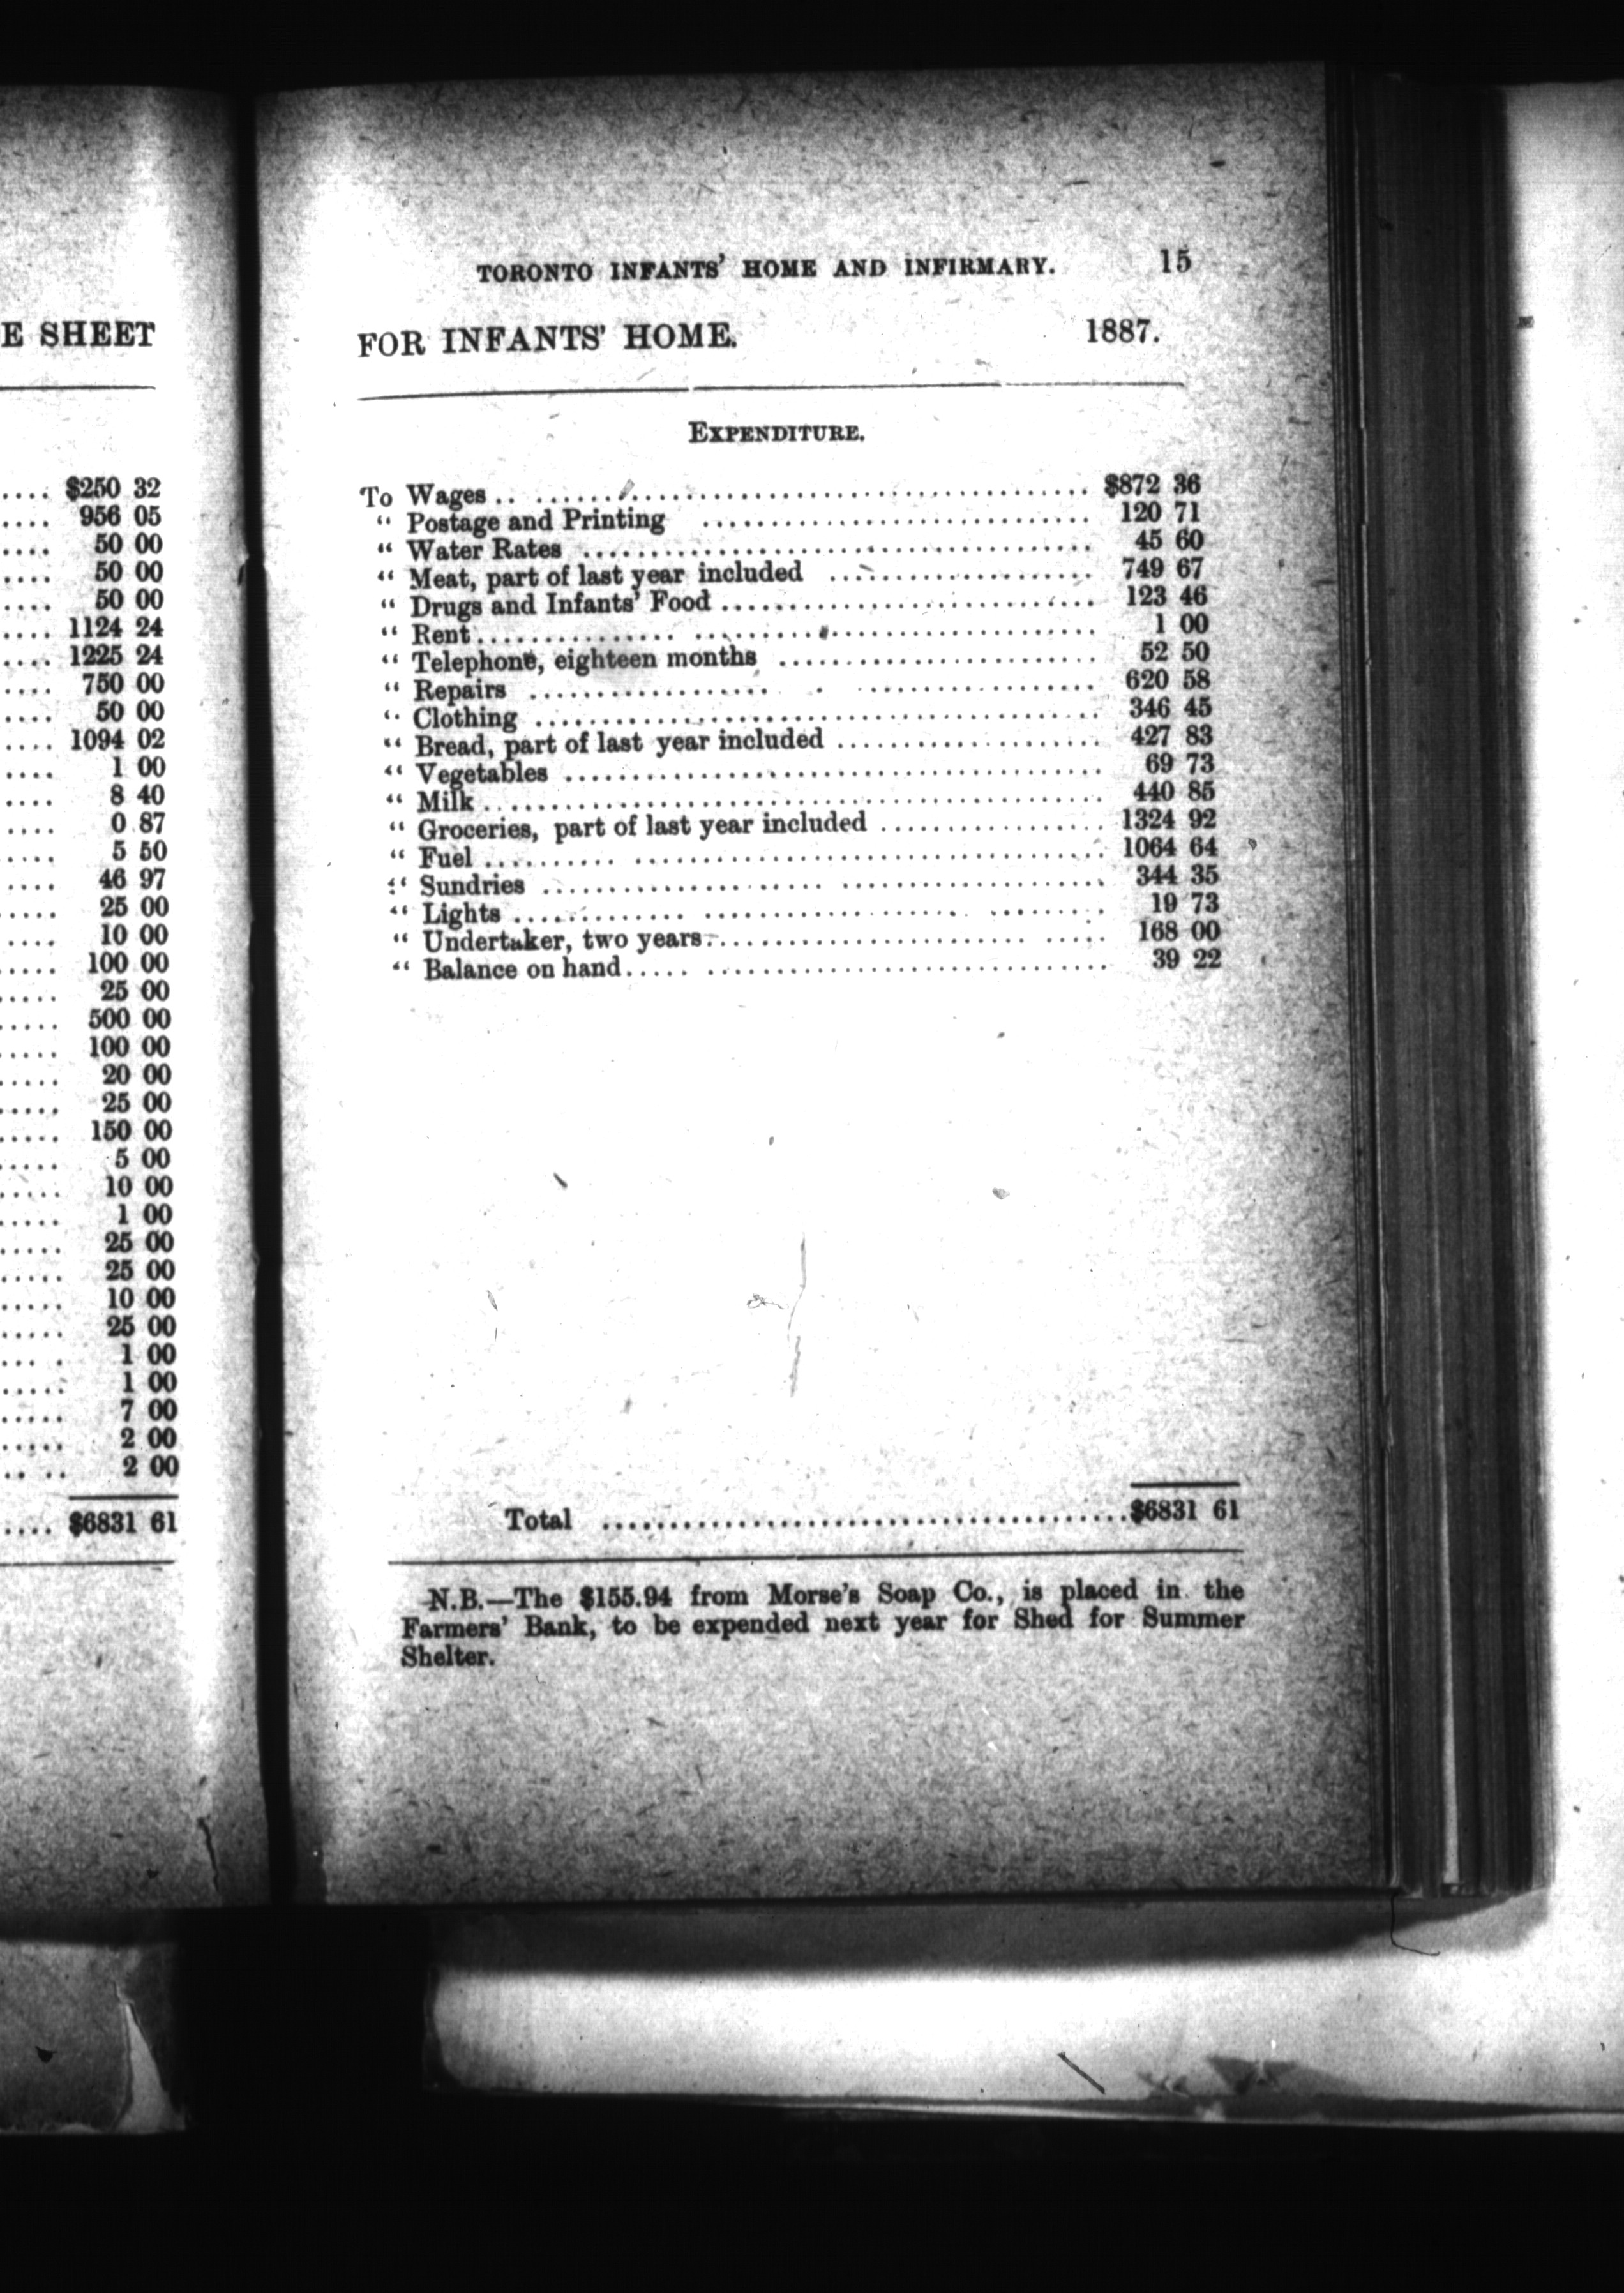 E SHEET
.... $250 32
.... 956 05
.... 50 00
.... 50 00
.... 50 00
.... 1124 24
.... 1225 24
.... 750 00
.... 50 00
.... 1094 02
.... 1 00
.... 8 40
.... 0 87
.... 5 50
.... 46 97
..... 25 00
.... 10 00
..... 100 00
..... 25 00
..... 500 00
..... 100 00
..... 20 00
..... 25 00
..... 150 00
..... 5 00
..... 10 00
..... 1 00
..... 25 00
..... 25 00
..... 10 00
..... 25 00
.... . 1 00
..... 1 00
..... 7 00
..... 2 00
.. .. 2 00
.... $6831 61
TORONTO INFANTS' HOME AND INFIRMARY. 15
FOR INFANTS' HOME. 1887.
EXPENDITURE.
To Wages .. ........................................ $872 36
“ Postage and Printing ............................. 120 71
“ Water Rates ...................................... 45 60
“ Meat, part of last year included .................... 749 67
“ Drugs and Infants' Food ............................ 123 46
“ Rent............... .............................. 1 00
“ Telephone, eighteen months ........................ 52 50
“ Repairs .................. . .................. 620 58
“ Clothing .......................................... 346 45
“ Bread, part of last year included .................... 427 83
“ Vegetables ........................................ 69 73
“ Milk .............................................. 440 85
“ Groceries, part of last year included ................. 1324 92
“ Fuel .......... ................................... 1064 64
“ Sundries ..................... .................... 344 35
“ Lights ............. ................... ......... 19 73
“ Undertaker, two years........................ ..... 168 00
“ Balance on hand..... .............................. 39 22
Total .......................................$6831 61
N.B.—The $155.94 from Morse's Soap Co., is placed in the
Farmers' Bank, to be expended next year for Shed for Summer
Shelter.